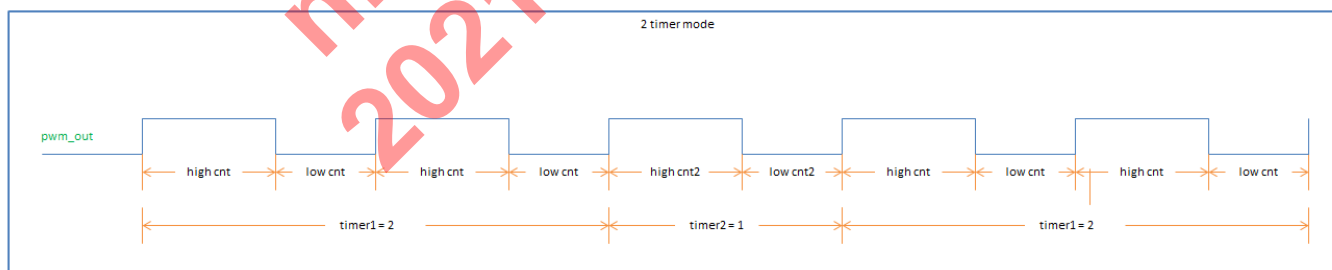 2 timer mode
2021
pwm_out
high cnt low cnt high cnt low cnt high cnt2 low cnt2 high cnt low cnt high cnt low cnt
timer1 = 2 timer2 = 1 timer1 = 2